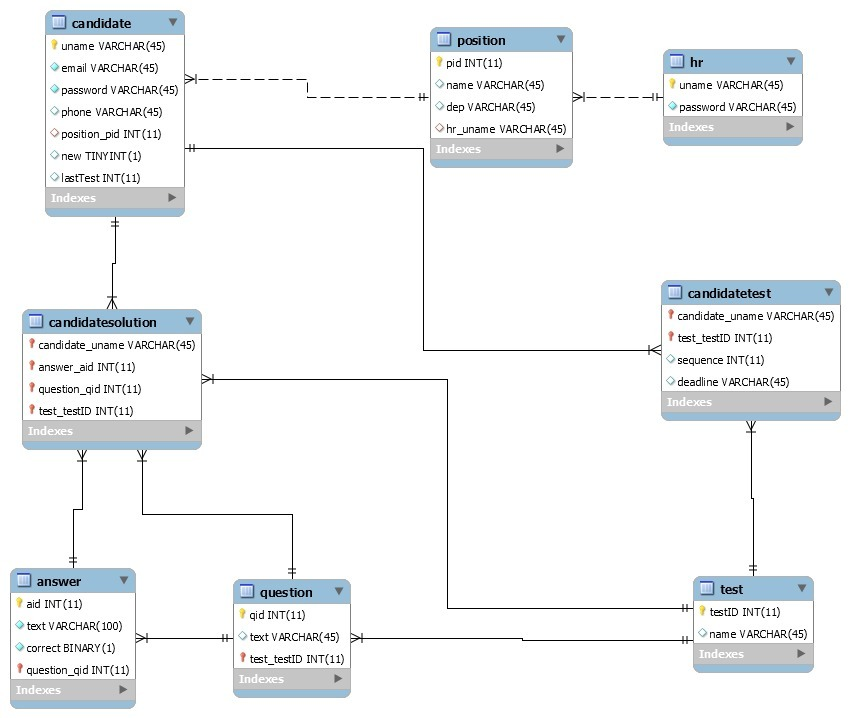 candidate
uname VARCHAR(45)
email VARCHAR(45)
password VARCHAR(45)
phone VARCHAR(45)
position_pid INT(11)
new TINYINT(1)
lastTest INT(11)
Indexes
position
pid INT(11)
name VARCHAR(45)
dep VARCHAR(45)
hr_uname VARCHAR(45)
Indexes
hr
uname VARCHAR(45)
password VARCHAR(45)
Indexes
candidatesolution
candidate_uname VARCHAR(45)
answer_aid INT(11)
question_qid INT(11)
test_testID INT(11)
Indexes
candidatetest
candidate_uname VARCHAR(45)
test_testID INT(11)
sequence INT(11)
deadline VARCHAR(45)
Indexes
answer
aid INT(11)
text VARCHAR(100)
correct BINARY(1)
question_qid INT(11)
Indexes
question
qid INT(11)
text VARCHAR(45)
test_testID INT(11)
Indexes
test
testID INT(11)
name VARCHAR(45)
Indexes